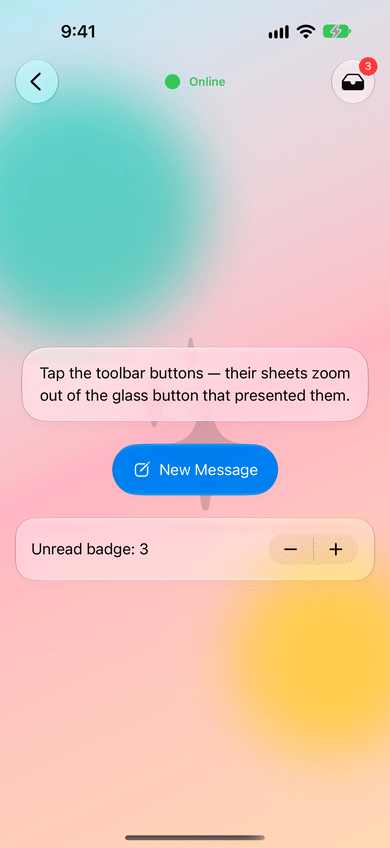 9:41
Online
3
Tap the toolbar buttons — their sheets zoom
out of the glass button that presented them.
New Message
Unread badge: 3